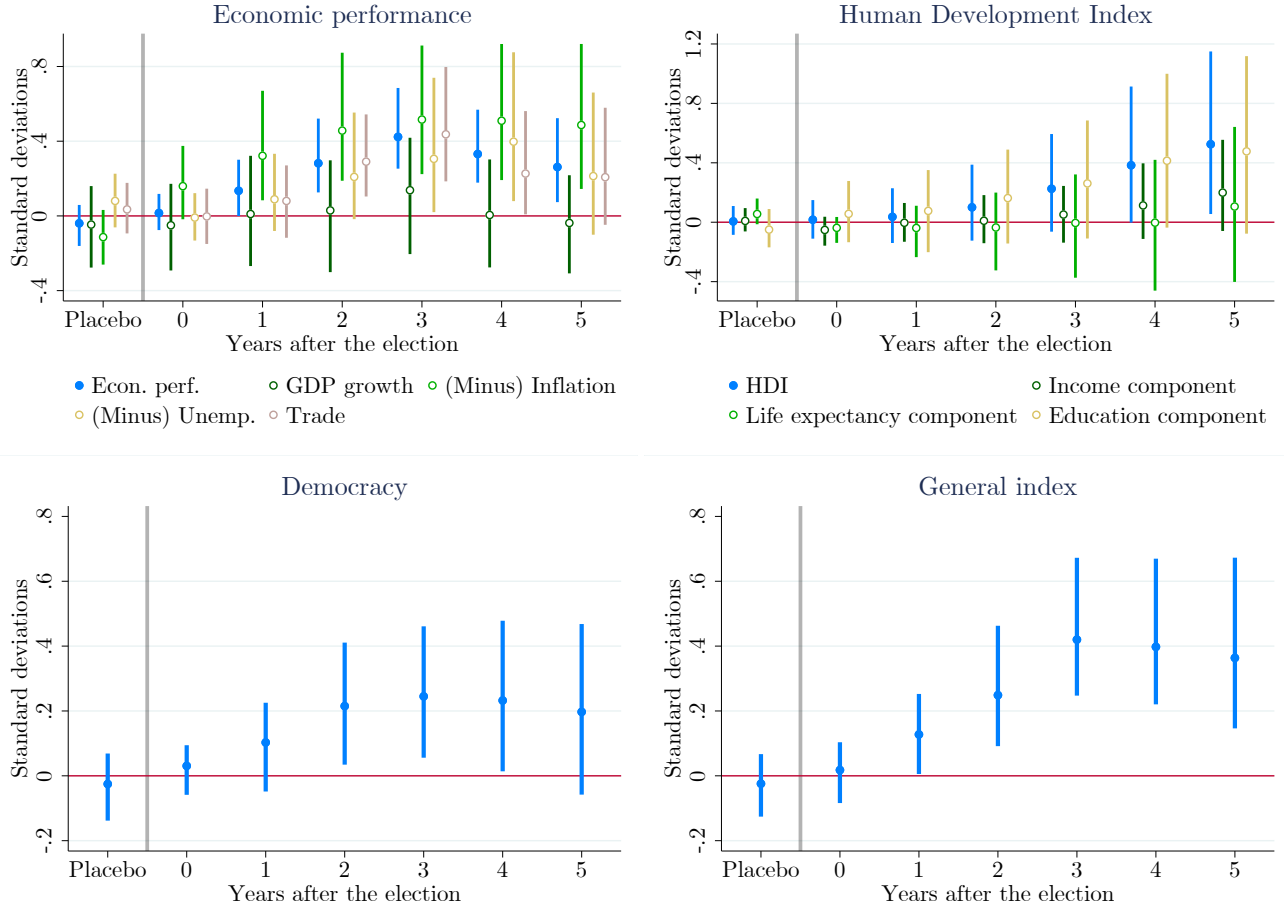 Economic performance
Standard deviations
.8
.4
0
-.4
Placebo 0 1 2 3 4 5
Years after the election
Econ. perf. GDP growth (Minus) Inflation
(Minus) Unemp. Trade
Human Development Index
Standard deviations
1.2
.8
.4
0
-.4
Placebo 0 1 2 3 4 5
Years after the election
HDI Income component
Life expectancy component Education component
Democracy
Standard deviations
.8
.6
.4
.2
0
-.2
Placebo 0 1 2 3 4 5
Years after the election
General index
Standard deviations
.8
.6
.4
.2
0
-.2
Placebo 0 1 2 3 4 5
Years after the election